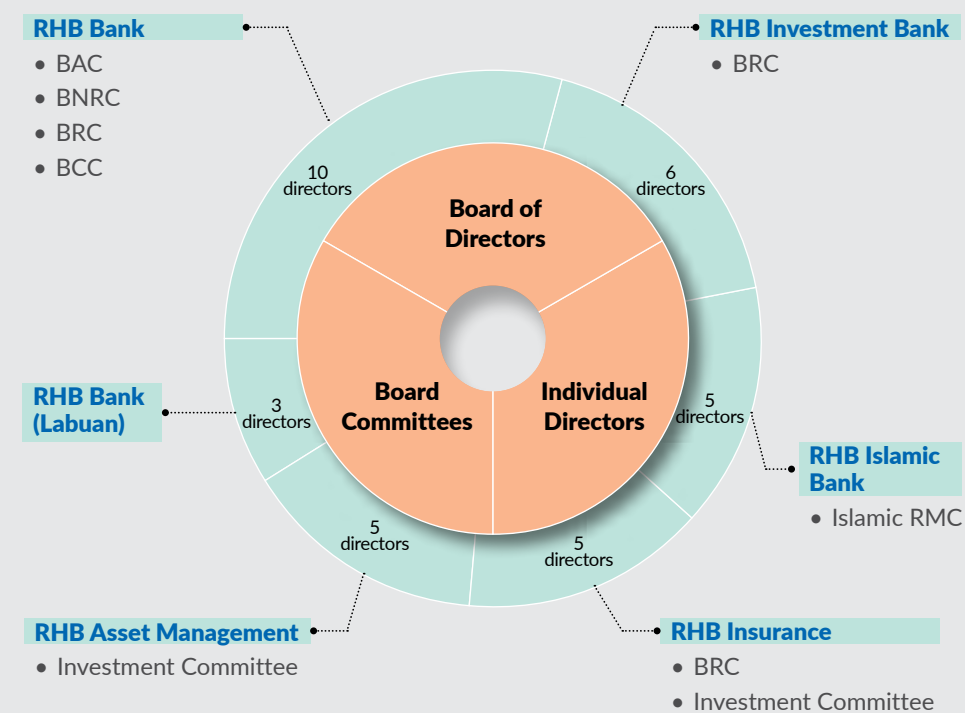 RHB Bank
• BAC
• BNRC
• BRC
• BCC
RHB Investment Bank
• BRC
10
directors
6
directors
Board of
Directors
Board
Committees
Individual
Directors
RHB Bank
(Labuan)
3
directors
5
directors
RHB Islamic
Bank
• Islamic RMC
5
directors
5
directors
RHB Asset Management
• Investment Committee
RHB Insurance
• BRC
• Investment Committee